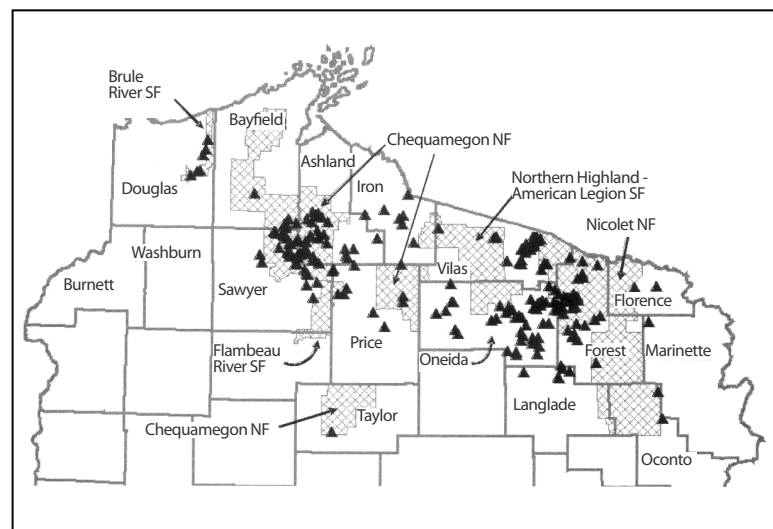 Brule
River SF
Bayfield
Chequamegon NF
Ashland
Iron
Northern Highland -
American Legion SF
Douglas
Nicolet NF
Washburn
Vilas
Burnett
Sawyer
Florence
Flambeau
River SF
Price
Oneida
Forest
Marinette
Chequamegon NF
Taylor
Langlade
Oconto